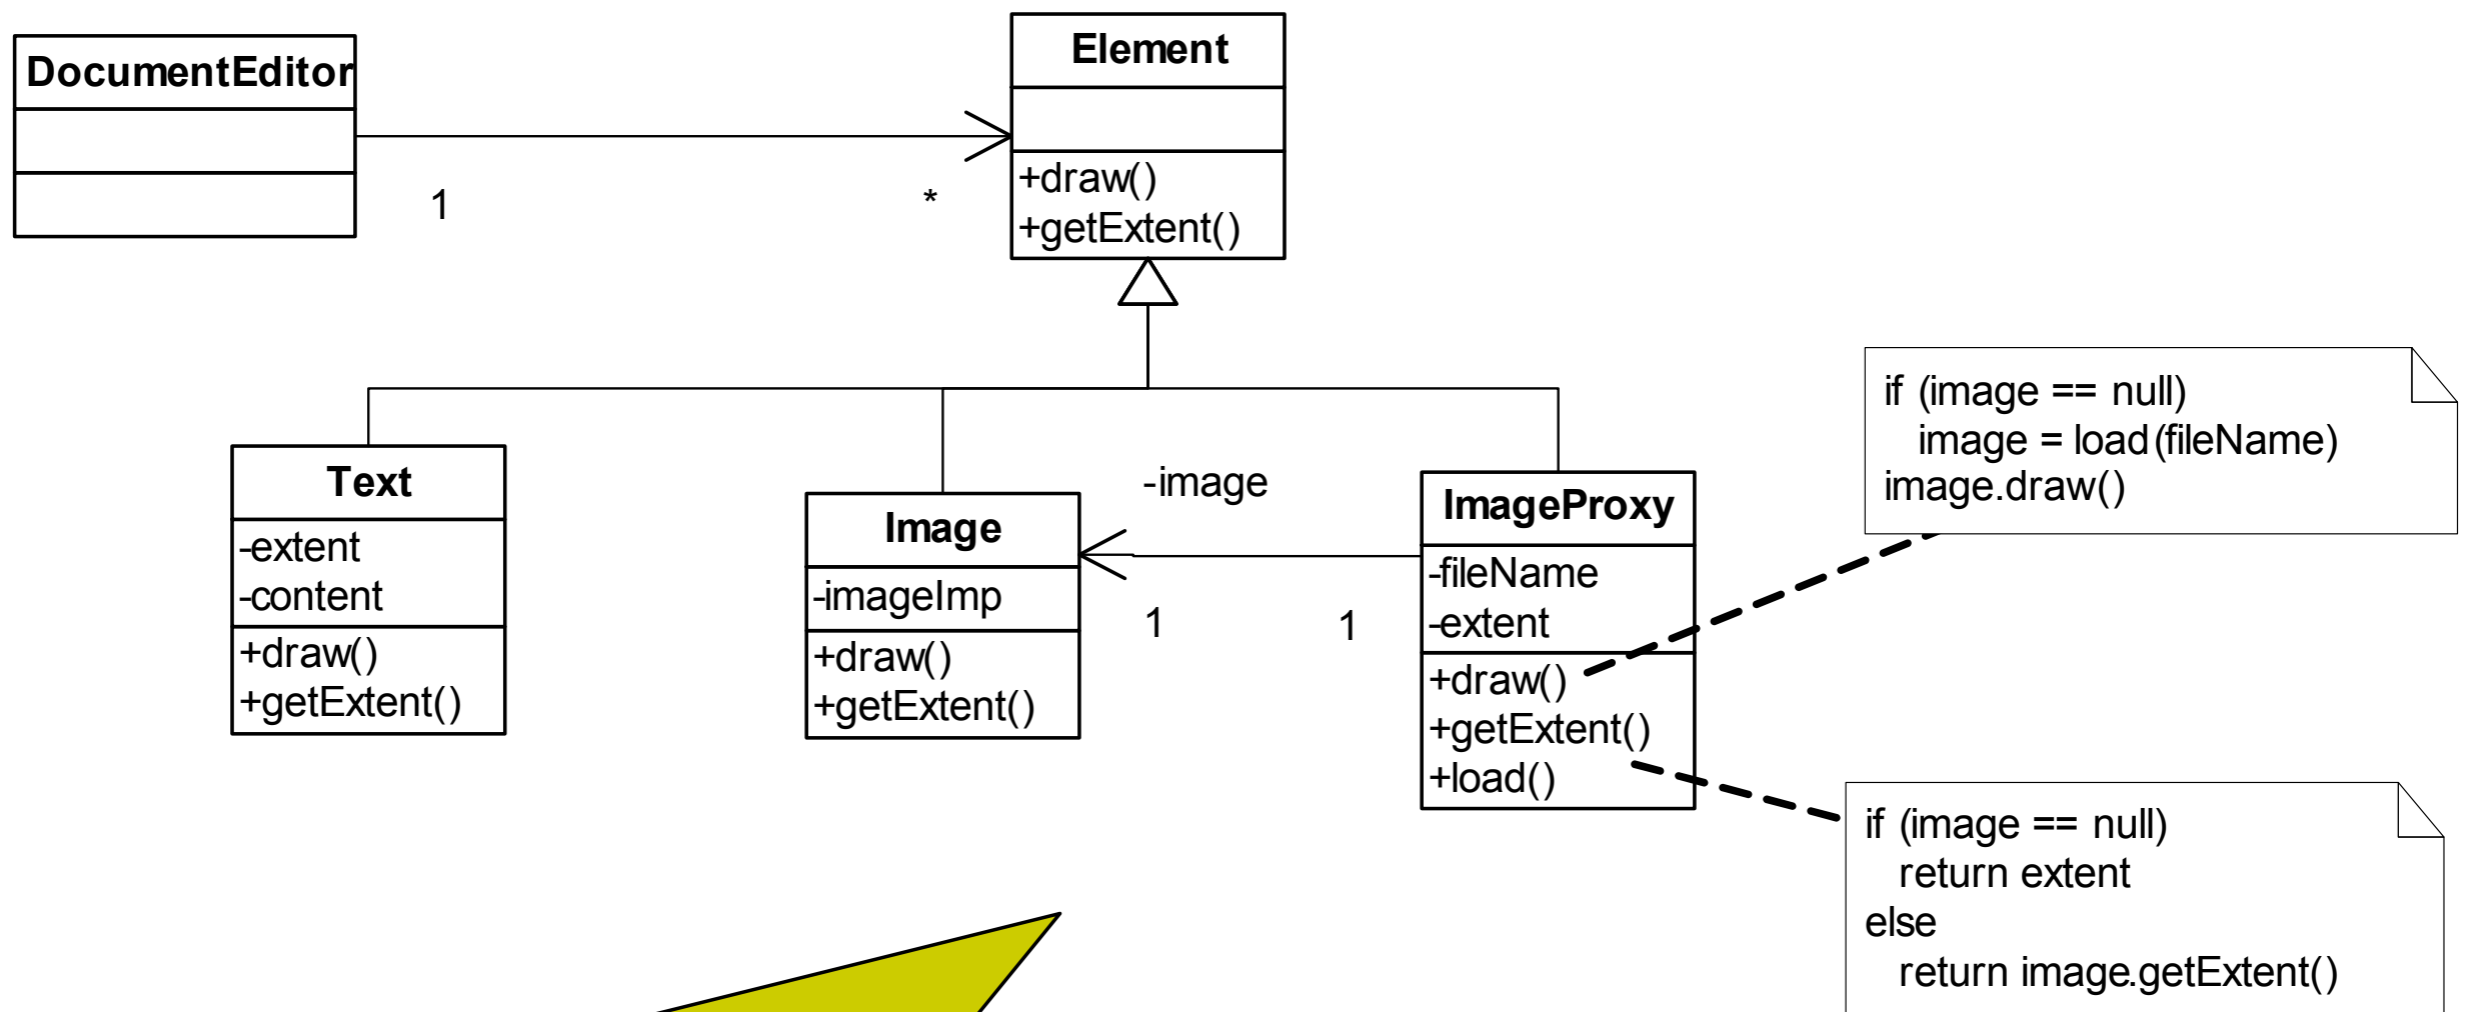 DocumentEditor
1
*
Element
+draw()
+getExtent()
Text
-extent
-content
+draw()
+getExtent()
Image
-imageImp
+draw()
+getExtent()
-image
1
1
ImageProxy
-fileName
-extent
+draw()
+getExtent()
+load()
if (image == null)
image = load(fileName)
image.draw()
if (image == null)
return extent
else
return image.getExtent()